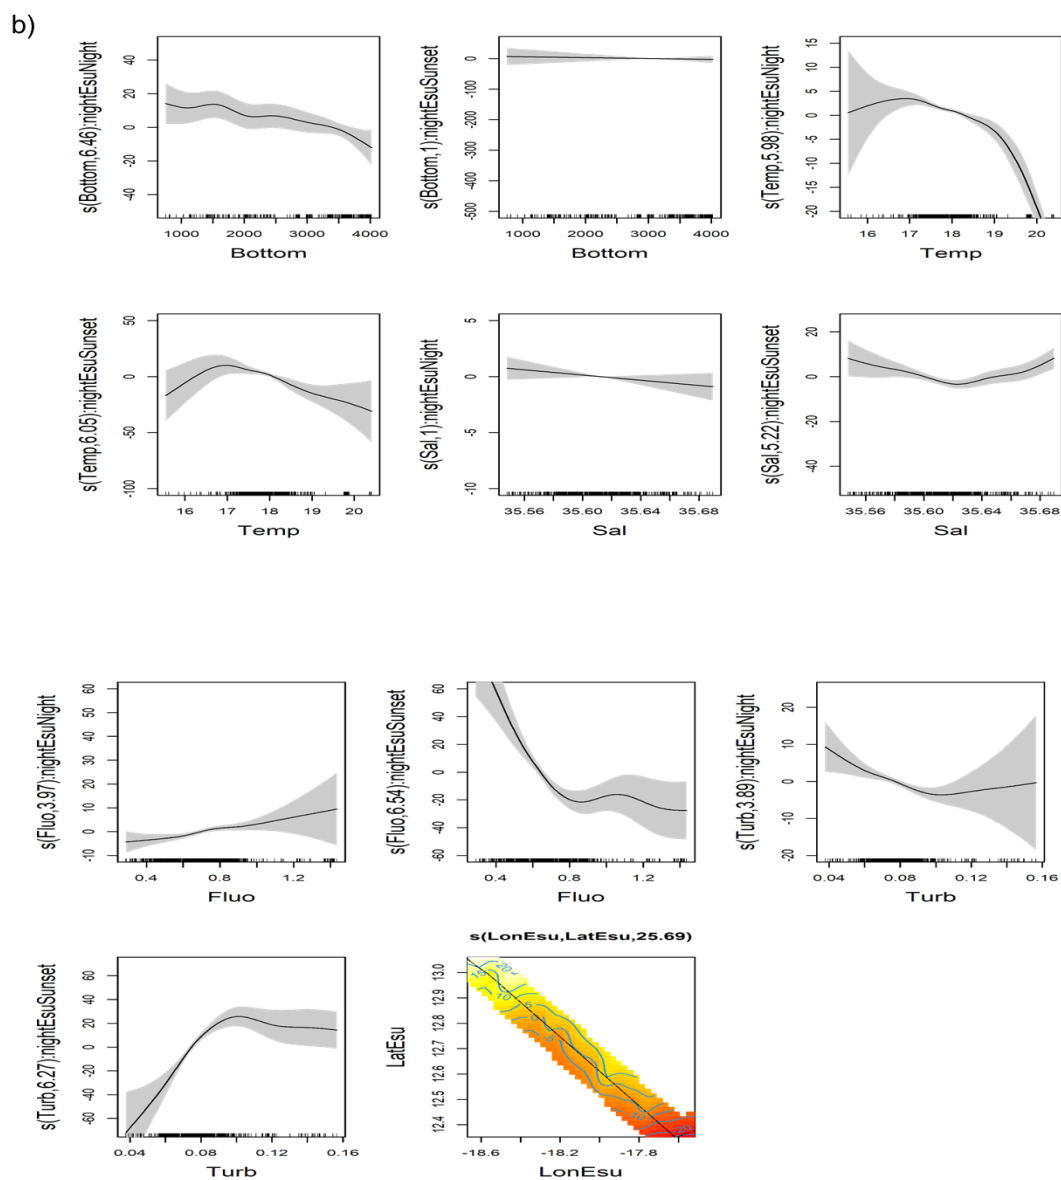 b)
s(Bottom,6.46):nightEsuNight
40
20
0
-20
-40
1000 2000 3000 4000
Bottom
s(Bottom,1):nightEsuSunset
0
-100
-200
-300
-400
-500
1000 2000 3000 4000
Bottom
s(Temp,5.98):nightEsuNight
15
10
5
0
-5
-10
-15
-20
16 17 18 19 20
Temp
s(Temp,6.05):nightEsuSunset
50
0
-50
-100
16 17 18 19 20
Temp
s(Sal,1):nightEsuNight
5
0
-5
-10
35.56 35.60 35.64 35.68
Sal
s(Sal,5.22):nightEsuSunset
20
0
-20
-40
35.56 35.60 35.64 35.68
Sal
s(Fluo,3.97):nightEsuNight
60
50
40
30
20
10
0
-10
0.4 0.8 1.2
Fluo
s(Fluo,6.54):nightEsuSunset
60
40
20
0
-20
-40
-60
0.4 0.8 1.2
Fluo
s(Turb,3.89):nightEsuNight
20
10
0
-10
-20
0.04 0.08 0.12 0.16
Turb
s(Turb,6.27):nightEsuSunset
60
40
20
0
-20
-40
-60
0.04 0.08 0.12 0.16
Turb
s(LonEsu,LatEsu,25.69)
LatEsu
13.0
12.9
12.8
12.7
12.6
12.5
12.4
20
15
10
5
0
-5
-10
-18.6 -18.2 -17.8
LonEsu